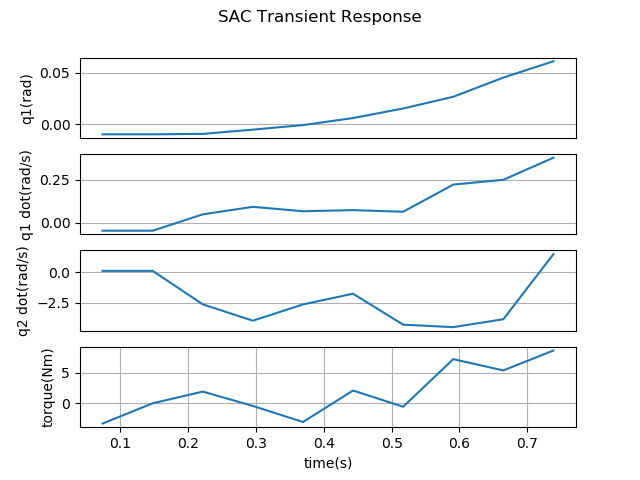 SAC Transient Response
0.05
0.00
q1(rad)
0.25
0.00
q1 dot(rad/s)
0.0
−2.5
q2 dot(rad/s)
5
0
torque(Nm)
0.1 0.2 0.3 0.4 0.5 0.6 0.7
time(s)